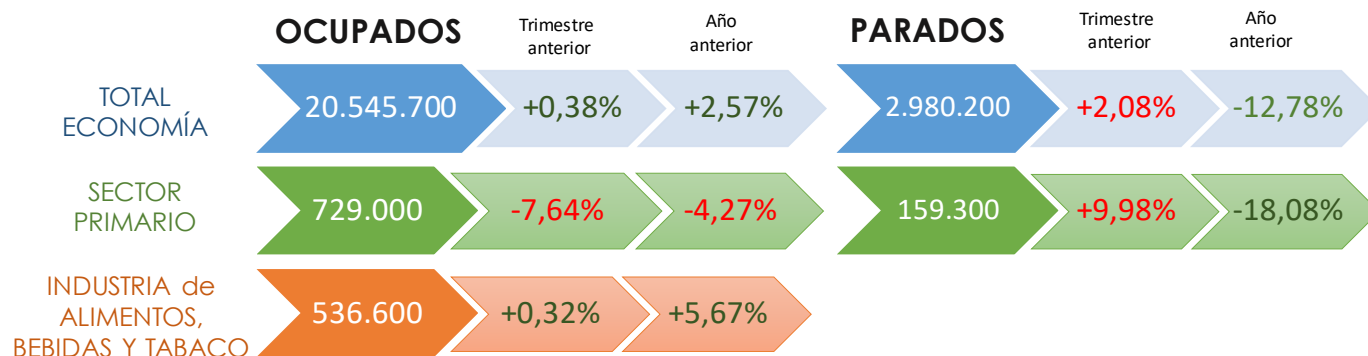 OCUPADOS
Trimestre
anterior
Año
anterior
PARADOS
Trimestre
anterior
Año
anterior
TOTAL
ECONOMÍA
20.545.700
+0,38%
+2,57%
2.980.200
+2,08%
-12,78%
SECTOR
PRIMARIO
729.000
-7,64%
-4,27%
159.300
+9,98%
-18,08%
INDUSTRIA de
ALIMENTOS,
BEBIDAS Y TABACO
536.600
+0,32%
+5,67%